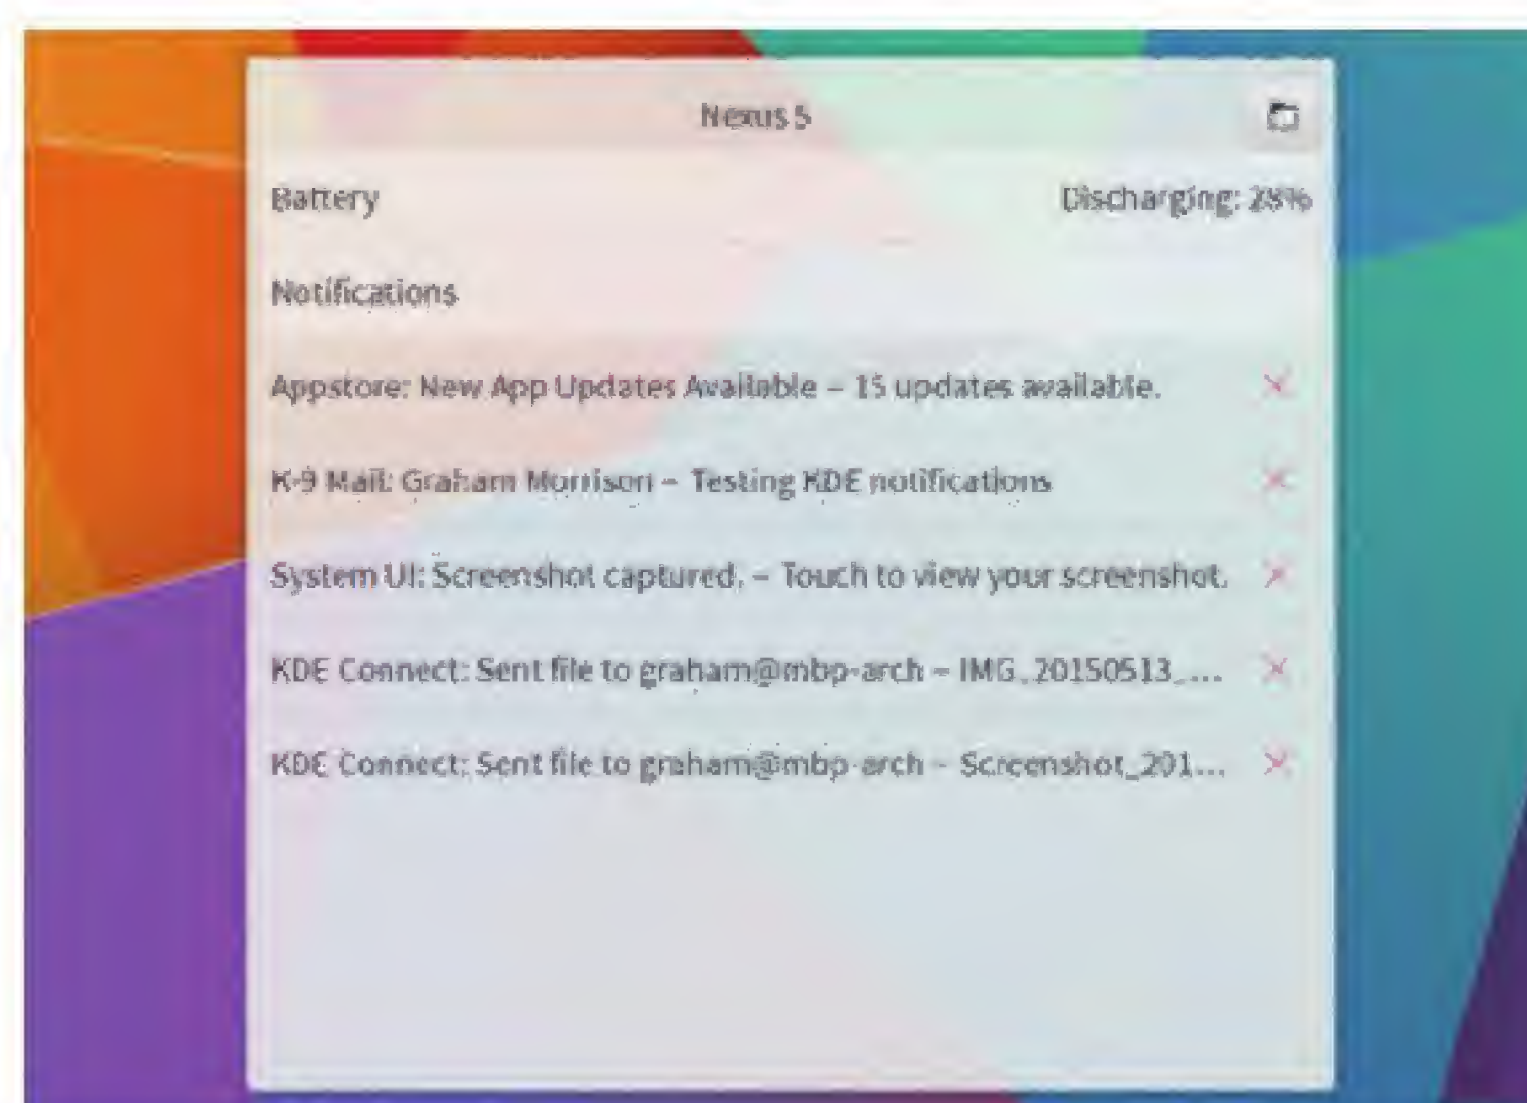 Nexus 5
Battery Discharging: 28%
Notifications
Appstore: New App Updates Available – 15 updates available.
K-9 Mail: Graham Morrison – Testing KDE notifications
System UI: Screenshot captured. – Touch to view your screenshot.
KDE Connect: Sent file to graham@mbp-arch – IMG_20150513_...
KDE Connect: Sent file to graham@mbp-arch – Screenshot_201...